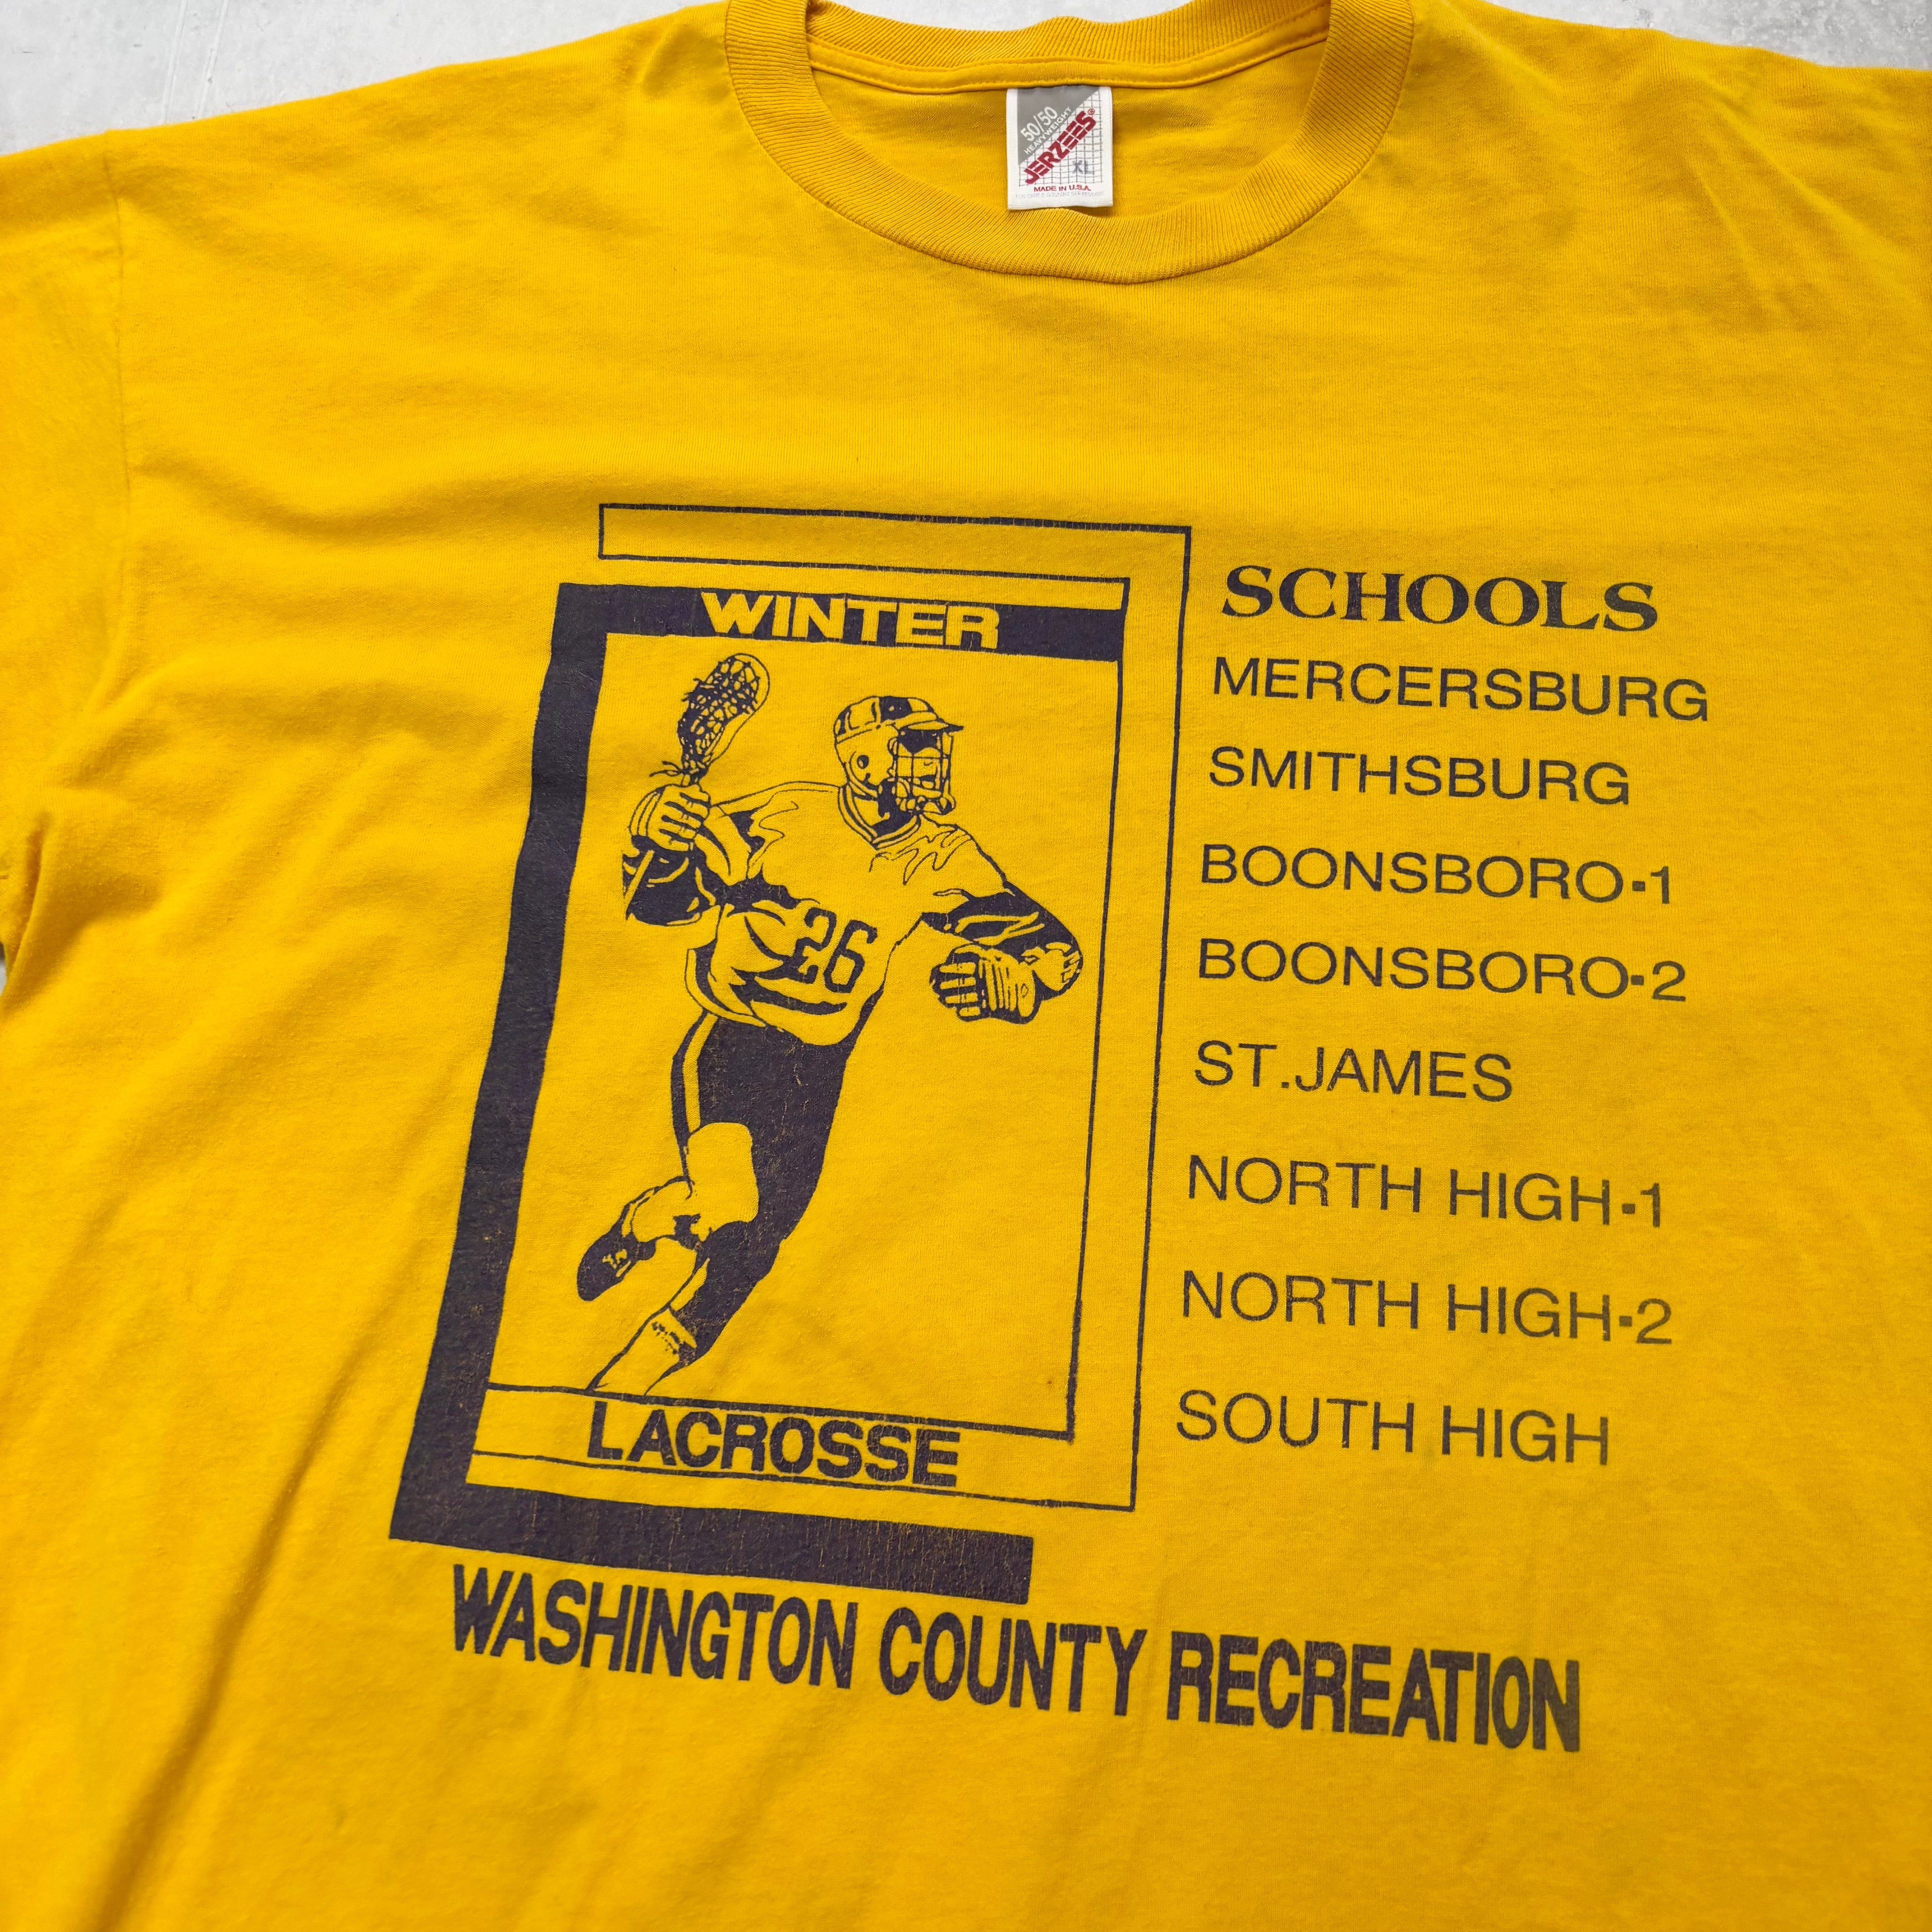 50/50
HEAVYWEIGHT
JERZEES®
XL
MADE IN U.S.A.
WINTER
26
LACROSSE
SCHOOLS
MERCERSBURG
SMITHSBURG
BOONSBORO-1
BOONSBORO-2
ST.JAMES
NORTH HIGH-1
NORTH HIGH-2
SOUTH HIGH
WASHINGTON COUNTY RECREATION